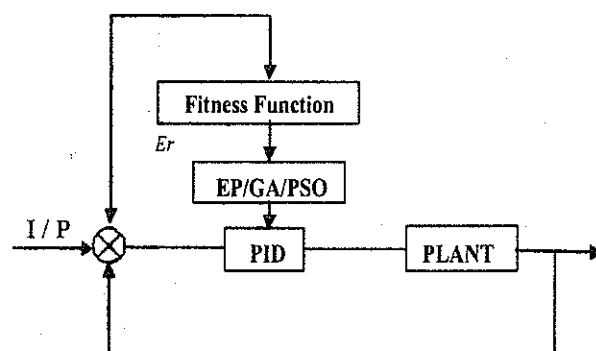 Fitness Function
Er
EP/GA/PSO
I / P
PID
PLANT